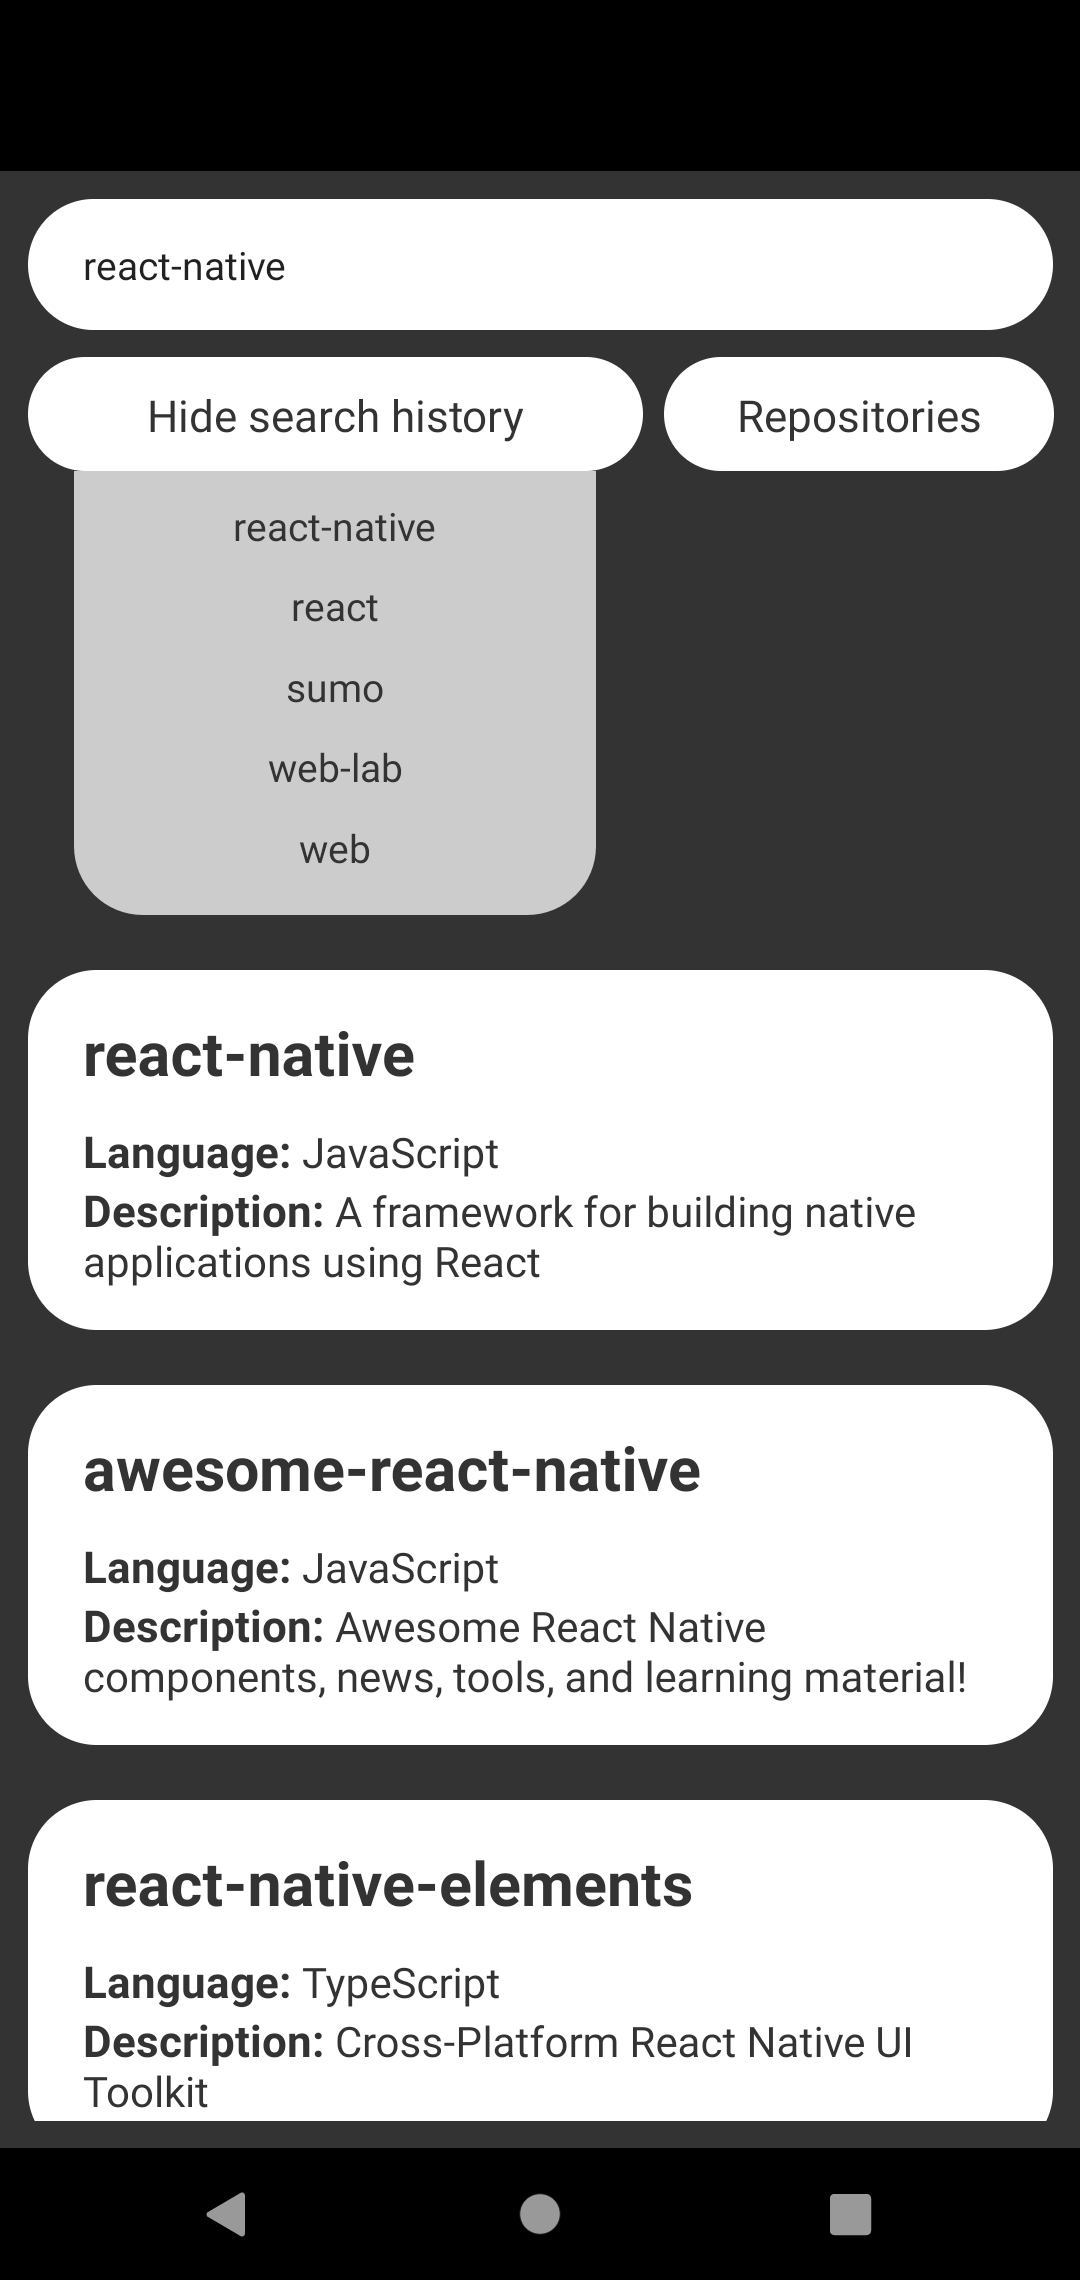 react-native
Hide search history
Repositories
react-native
react
sumo
web-lab
web
react-native
Language: JavaScript
Description: A framework for building native
applications using React
awesome-react-native
Language: JavaScript
Description: Awesome React Native
components, news, tools, and learning material!
react-native-elements
Language: TypeScript
Description: Cross-Platform React Native UI
Toolkit